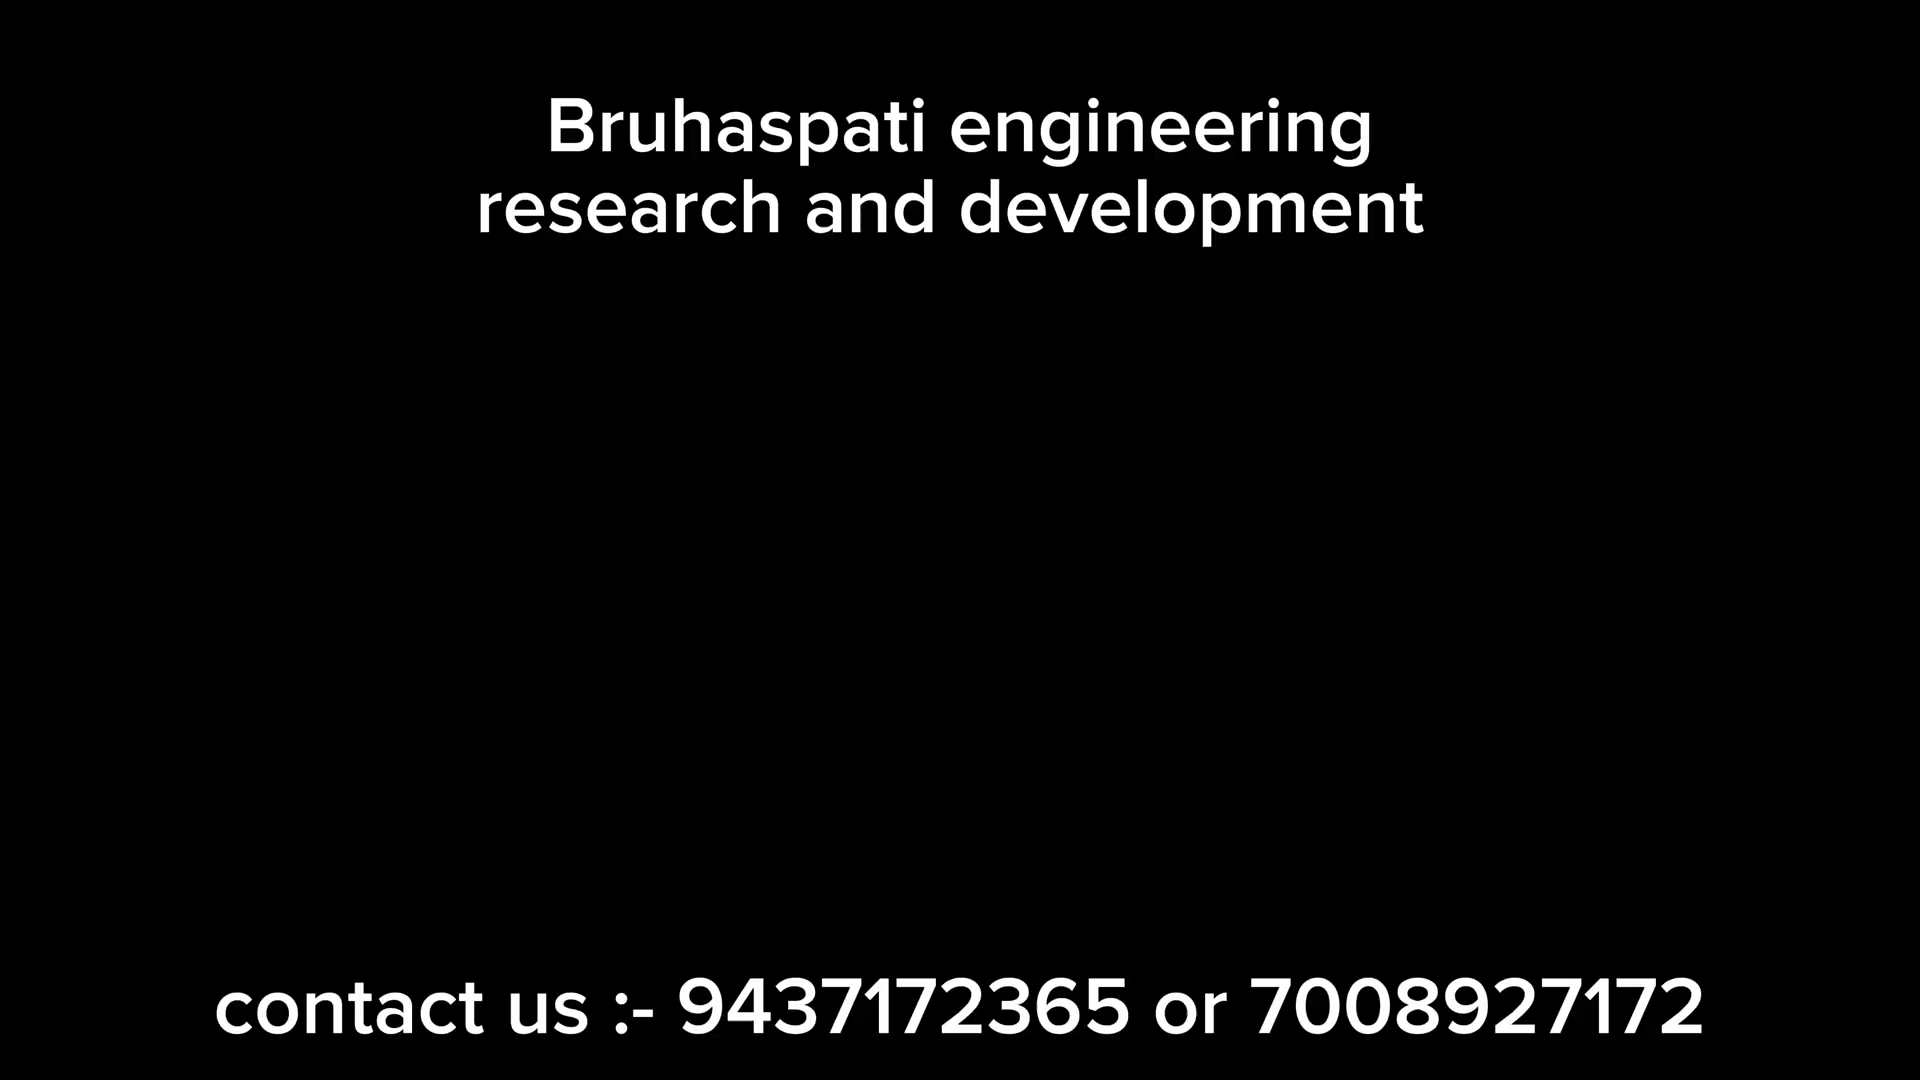 Bruhaspati engineering
research and development
contact us :- 9437172365 or 7008927172